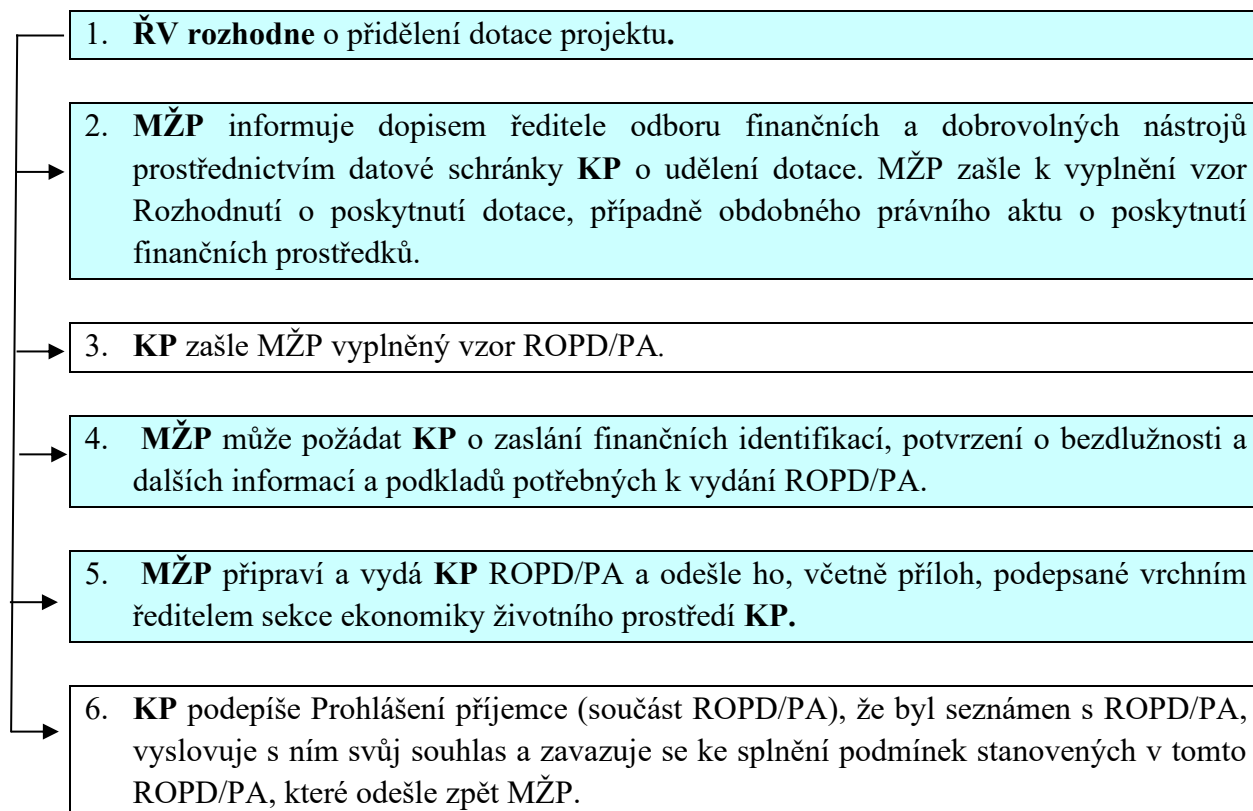 1. ŘV rozhodne o přidělení dotace projektu.
2. MŽP informuje dopisem ředitele odboru finančních a dobrovolných nástrojů
prostřednictvím datové schránky KP o udělení dotace. MŽP zašle k vyplnění vzor
Rozhodnutí o poskytnutí dotace, případně obdobného právního aktu o poskytnutí
finančních prostředků.
3. KP zašle MŽP vyplněný vzor ROPD/PA.
4. MŽP může požádat KP o zaslání finančních identifikací, potvrzení o bezdlužnosti a
dalších informací a podkladů potřebných k vydání ROPD/PA.
5. MŽP připraví a vydá KP ROPD/PA a odešle ho, včetně příloh, podepsané vrchním
ředitelem sekce ekonomiky životního prostředí KP.
6. KP podepíše Prohlášení příjemce (součást ROPD/PA), že byl seznámen s ROPD/PA,
vyslovuje s ním svůj souhlas a zavazuje se ke splnění podmínek stanovených v tomto
ROPD/PA, které odešle zpět MŽP.